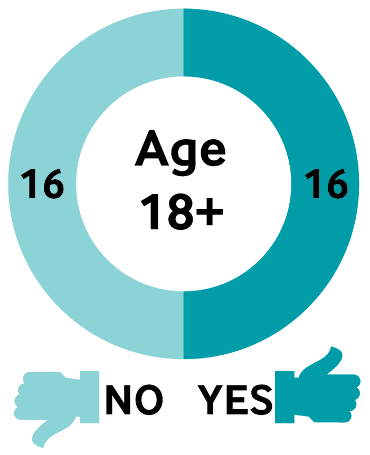 Age
18+
16
16
NO YES